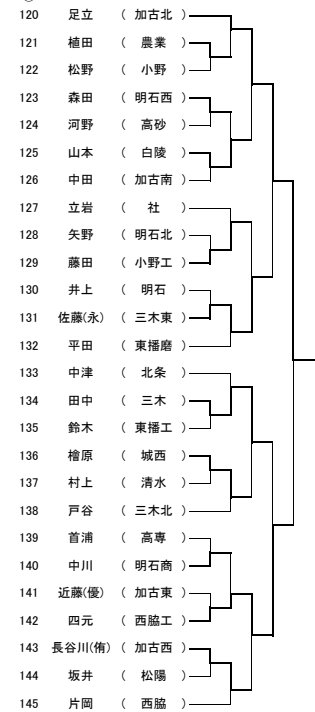 120 足立 ( 加古北 )
121 植田 ( 農業 )
122 松野 ( 小野 )
123 森田 ( 明石西 )
124 河野 ( 高砂 )
125 山本 ( 白陵 )
126 中田 ( 加古南 )
127 立岩 ( 社 )
128 矢野 ( 明石北 )
129 藤田 ( 小野工 )
130 井上 ( 明石 )
131 佐藤(永) ( 三木東 )
132 平田 ( 東播磨 )
133 中津 ( 北条 )
134 田中 ( 三木 )
135 鈴木 ( 東播工 )
136 檜原 ( 城西 )
137 村上 ( 清水 )
138 戸谷 ( 三木北 )
139 首浦 ( 高専 )
140 中川 ( 明石商 )
141 近藤(優) ( 加古東 )
142 四元 ( 西脇工 )
143 長谷川(侑) ( 加古西 )
144 坂井 ( 松陽 )
145 片岡 ( 西脇 )